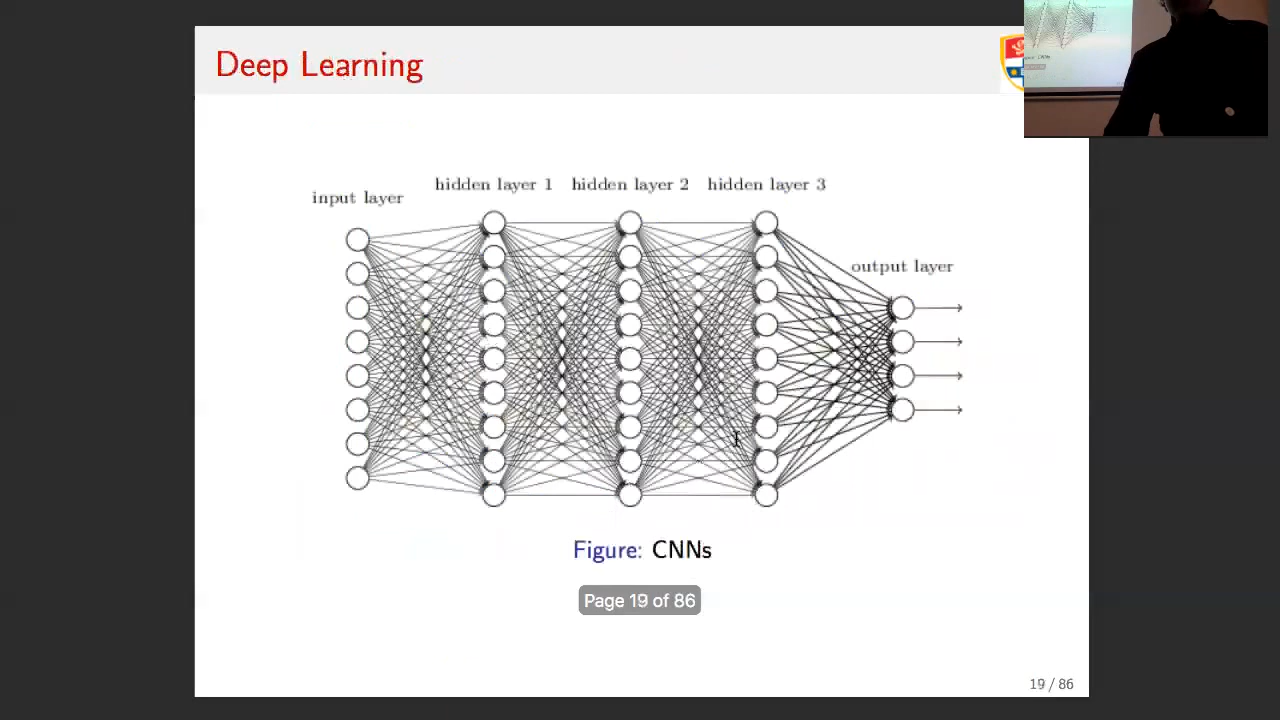 Deep Learning
hidden layer 1 hidden layer 2 hidden layer 3
input layer
output layer
Figure: CNNs
Page 19 of 86
19 / 86